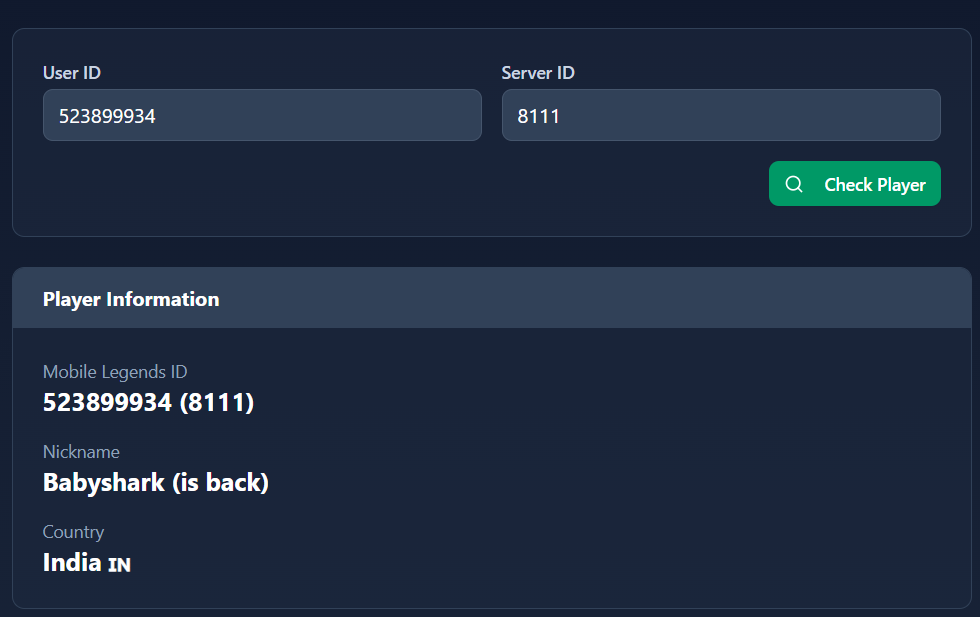 User ID
Server ID
523899934
8111
Check Player
Player Information
Mobile Legends ID
523899934 (8111)
Nickname
Babyshark (is back)
Country
India IN